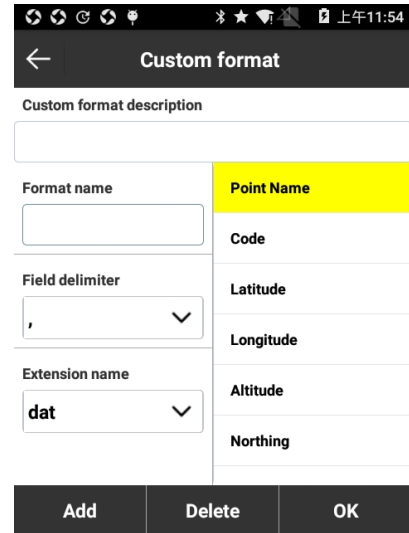 上午11:54
Custom format
Custom format description
Format name
Field delimiter
,
Extension name
dat
Point Name
Code
Latitude
Longitude
Altitude
Northing
Add
Delete
OK